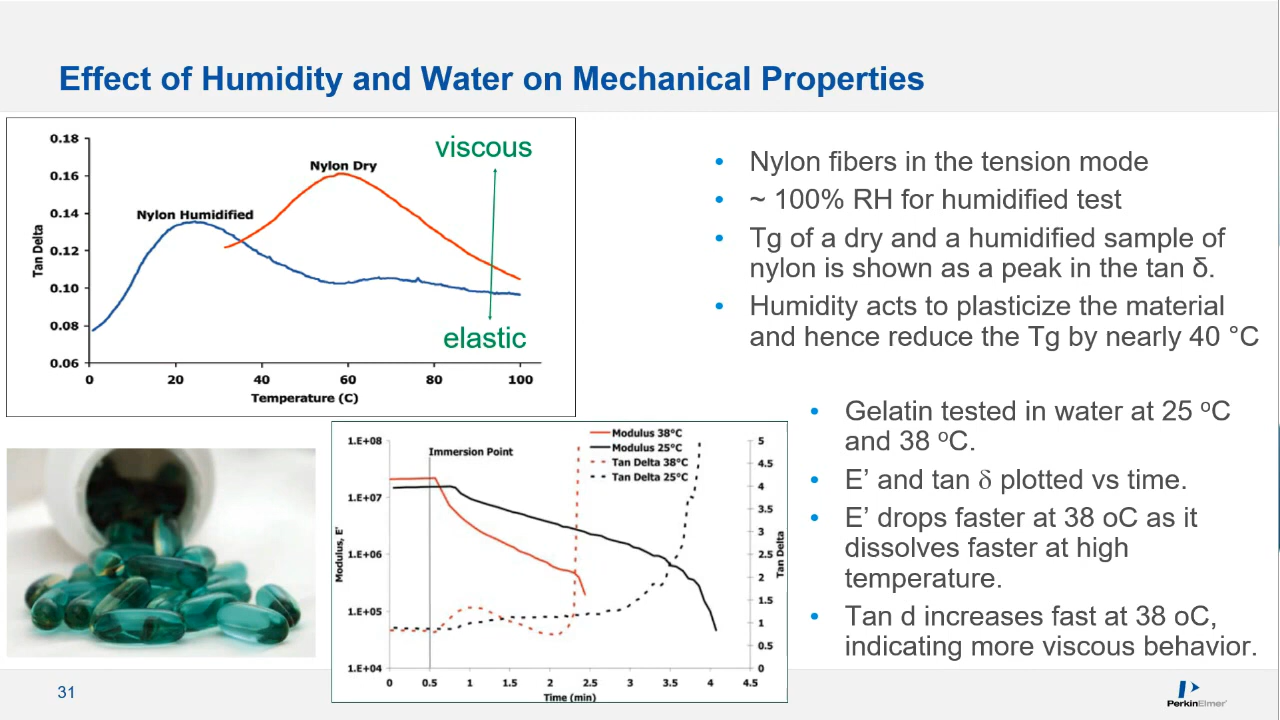 Effect of Humidity and Water on Mechanical Properties
0.18
0.16
0.14
0.12
0.10
0.08
0.06
Tan Delta
Nylon Dry
Nylon Humidified
viscous
elastic
0 20 40 60 80 100
Temperature (C)
• Nylon fibers in the tension mode
• ~ 100% RH for humidified test
• Tg of a dry and a humidified sample of
nylon is shown as a peak in the tan δ.
• Humidity acts to plasticize the material
and hence reduce the Tg by nearly 40 °C
1.E+08
1.E+07
1.E+06
1.E+05
1.E+04
Modulus, E'
Immersion Point
Modulus 38°C
Modulus 25°C
Tan Delta 38°C
Tan Delta 25°C
5
4.5
4
3.5
3
2.5
2
1.5
1
0.5
0
Tan Delta
0 0.5 1 1.5 2 2.5 3 3.5 4 4.5
Time (min)
• Gelatin tested in water at 25 ºC
and 38 ºC.
• E’ and tan δ plotted vs time.
• E’ drops faster at 38 oC as it
dissolves faster at high
temperature.
• Tan d increases fast at 38 oC,
indicating more viscous behavior.
31
PerkinElmer